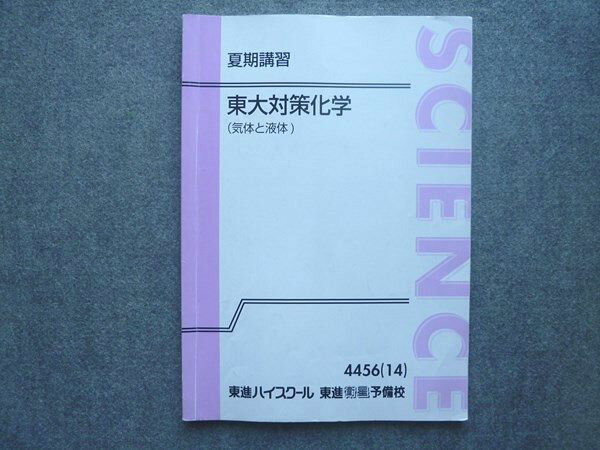 夏期講習
東大対策化学
(気体と液体)
SCIENCE
4456(14)
東進ハイスクール 東進衛星予備校